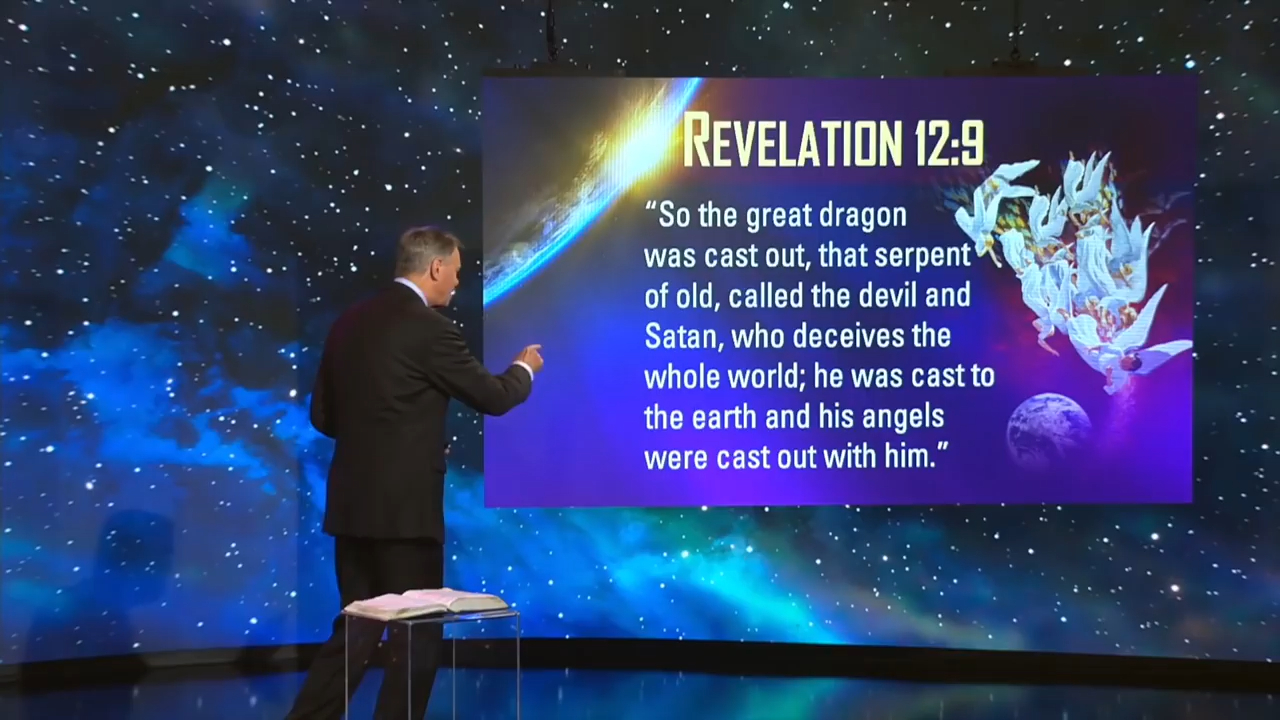 REVELATION 12:9
“So the great dragon
was cast out, that serpent
of old, called the devil and
Satan, who deceives the
whole world; he was cast to
the earth and his angels
were cast out with him.”